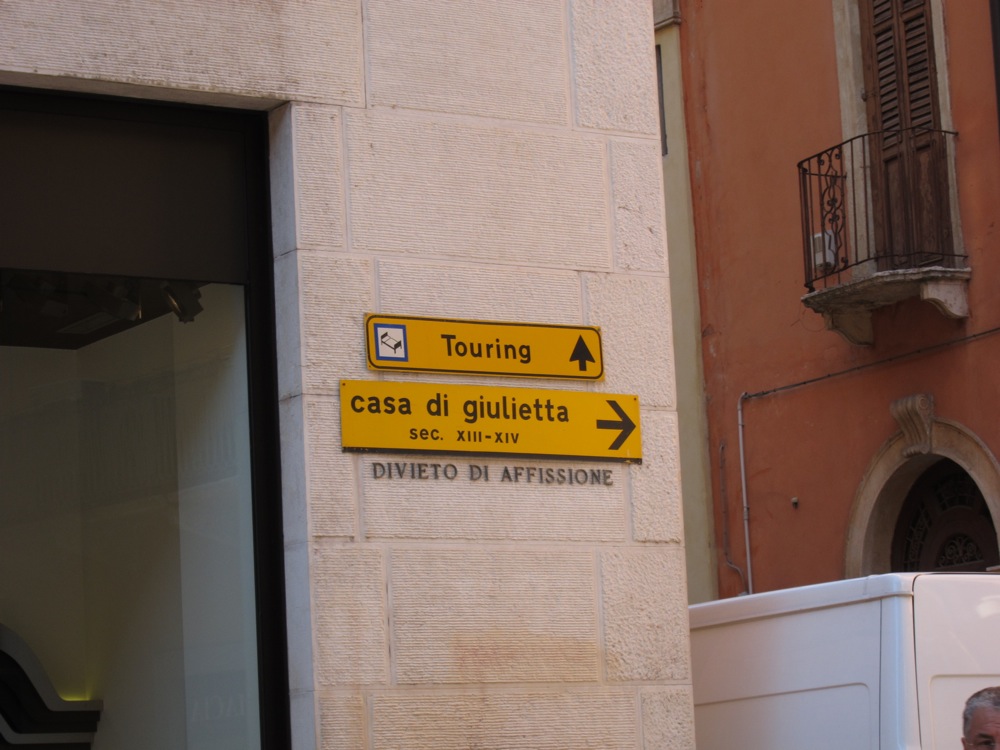 Touring
casa di giulietta
sec. XIII-XIV
DIVIETO DI AFFISSIONE